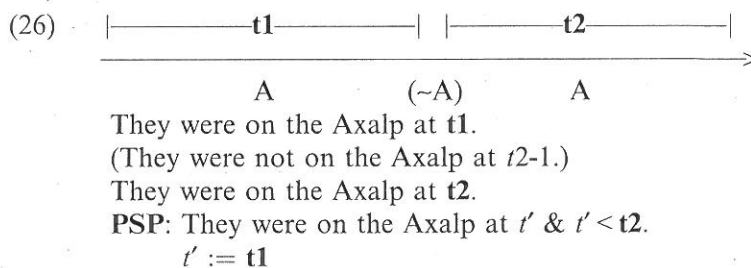 (26) |————t1————| |————t2————|
A (~A) A
They were on the Axalp at t1.
(They were not on the Axalp at t2-1.)
They were on the Axalp at t2.
PSP: They were on the Axalp at t′ & t′ < t2.
t′ := t1